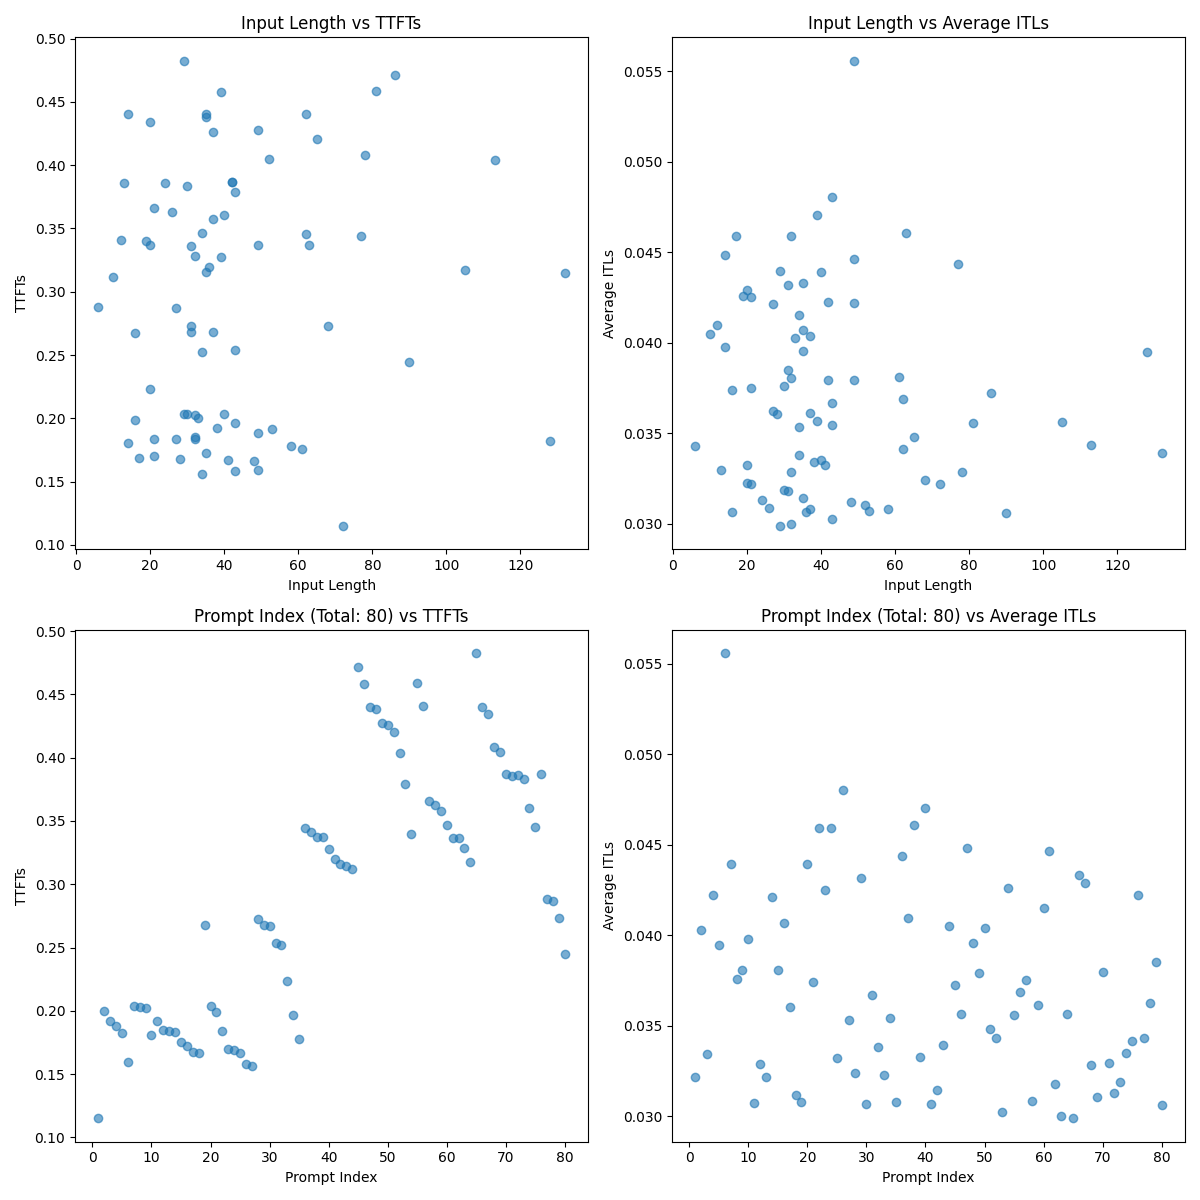 Input Length vs TTFTs
0.50
0.45
0.40
0.35
0.30
0.25
0.20
0.15
0.10
TTFTs
0 20 40 60 80 100 120
Input Length
Input Length vs Average ITLs
0.055
0.050
0.045
0.040
0.035
0.030
Average ITLs
0 20 40 60 80 100 120
Input Length
Prompt Index (Total: 80) vs TTFTs
0.50
0.45
0.40
0.35
0.30
0.25
0.20
0.15
0.10
TTFTs
0 10 20 30 40 50 60 70 80
Prompt Index
Prompt Index (Total: 80) vs Average ITLs
0.055
0.050
0.045
0.040
0.035
0.030
Average ITLs
0 10 20 30 40 50 60 70 80
Prompt Index